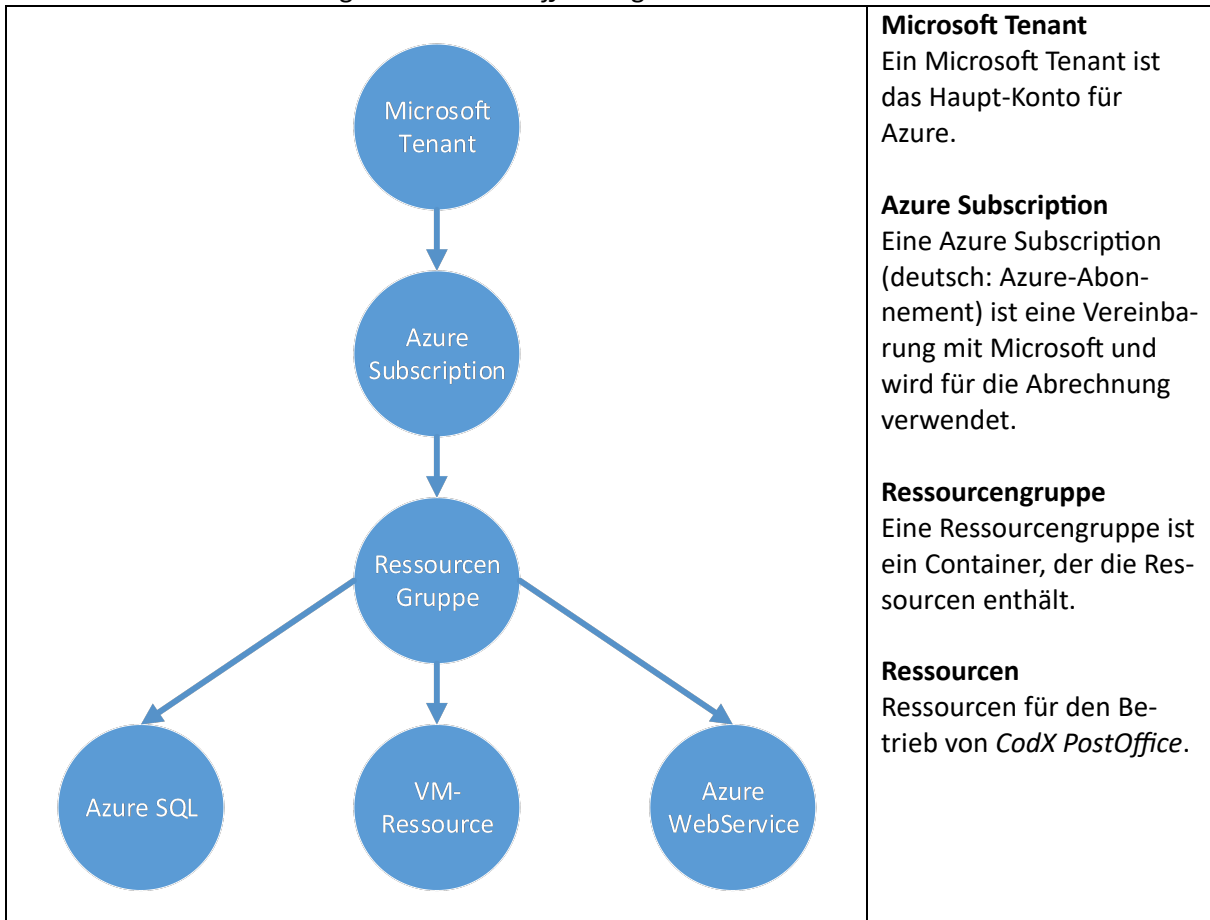 Microsoft
Tenant
Azure
Subscription
Ressourcen
Gruppe
Azure SQL
VM-
Ressource
Azure
WebService
Microsoft Tenant
Ein Microsoft Tenant ist
das Haupt-Konto für
Azure.
Azure Subscription
Eine Azure Subscription
(deutsch: Azure-Abon-
nement) ist eine Vereinba-
rung mit Microsoft und
wird für die Abrechnung
verwendet.
Ressourcengruppe
Eine Ressourcengruppe ist
ein Container, der die Res-
sourcen enthält.
Ressourcen
Ressourcen für den Be-
trieb von CodX PostOffice.